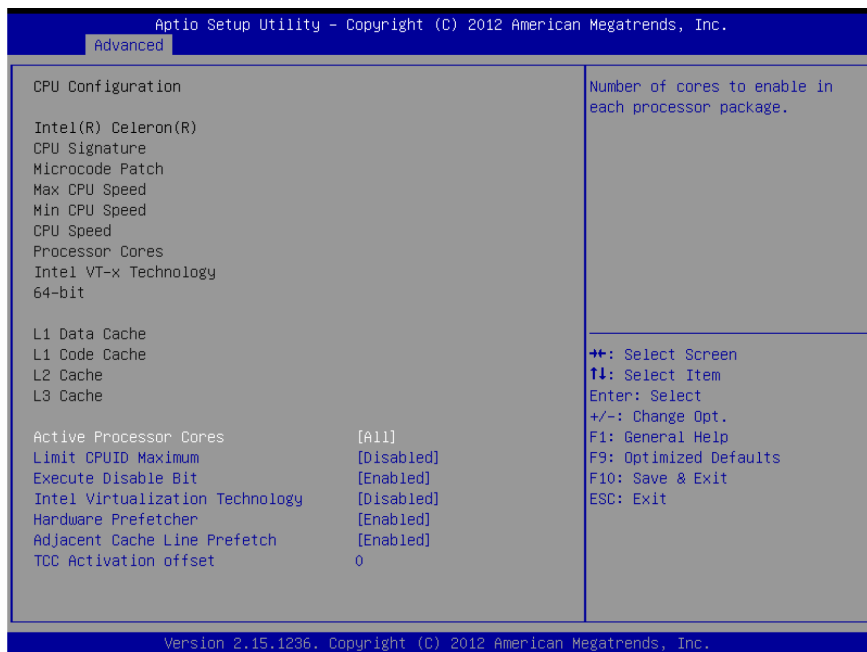 Aptio Setup Utility – Copyright (C) 2012 American Megatrends, Inc.
Advanced
CPU Configuration
Intel(R) Celeron(R)
CPU Signature
Microcode Patch
Max CPU Speed
Min CPU Speed
CPU Speed
Processor Cores
Intel VT-x Technology
64-bit
L1 Data Cache
L1 Code Cache
L2 Cache
L3 Cache
Active Processor Cores [All]
Limit CPUID Maximum [Disabled]
Execute Disable Bit [Enabled]
Intel Virtualization Technology [Disabled]
Hardware Prefetcher [Enabled]
Adjacent Cache Line Prefetch [Enabled]
TCC Activation offset 0
Number of cores to enable in
each processor package.
→←: Select Screen
↑↓: Select Item
Enter: Select
+/-: Change Opt.
F1: General Help
F9: Optimized Defaults
F10: Save & Exit
ESC: Exit
Version 2.15.1236. Copyright (C) 2012 American Megatrends, Inc.